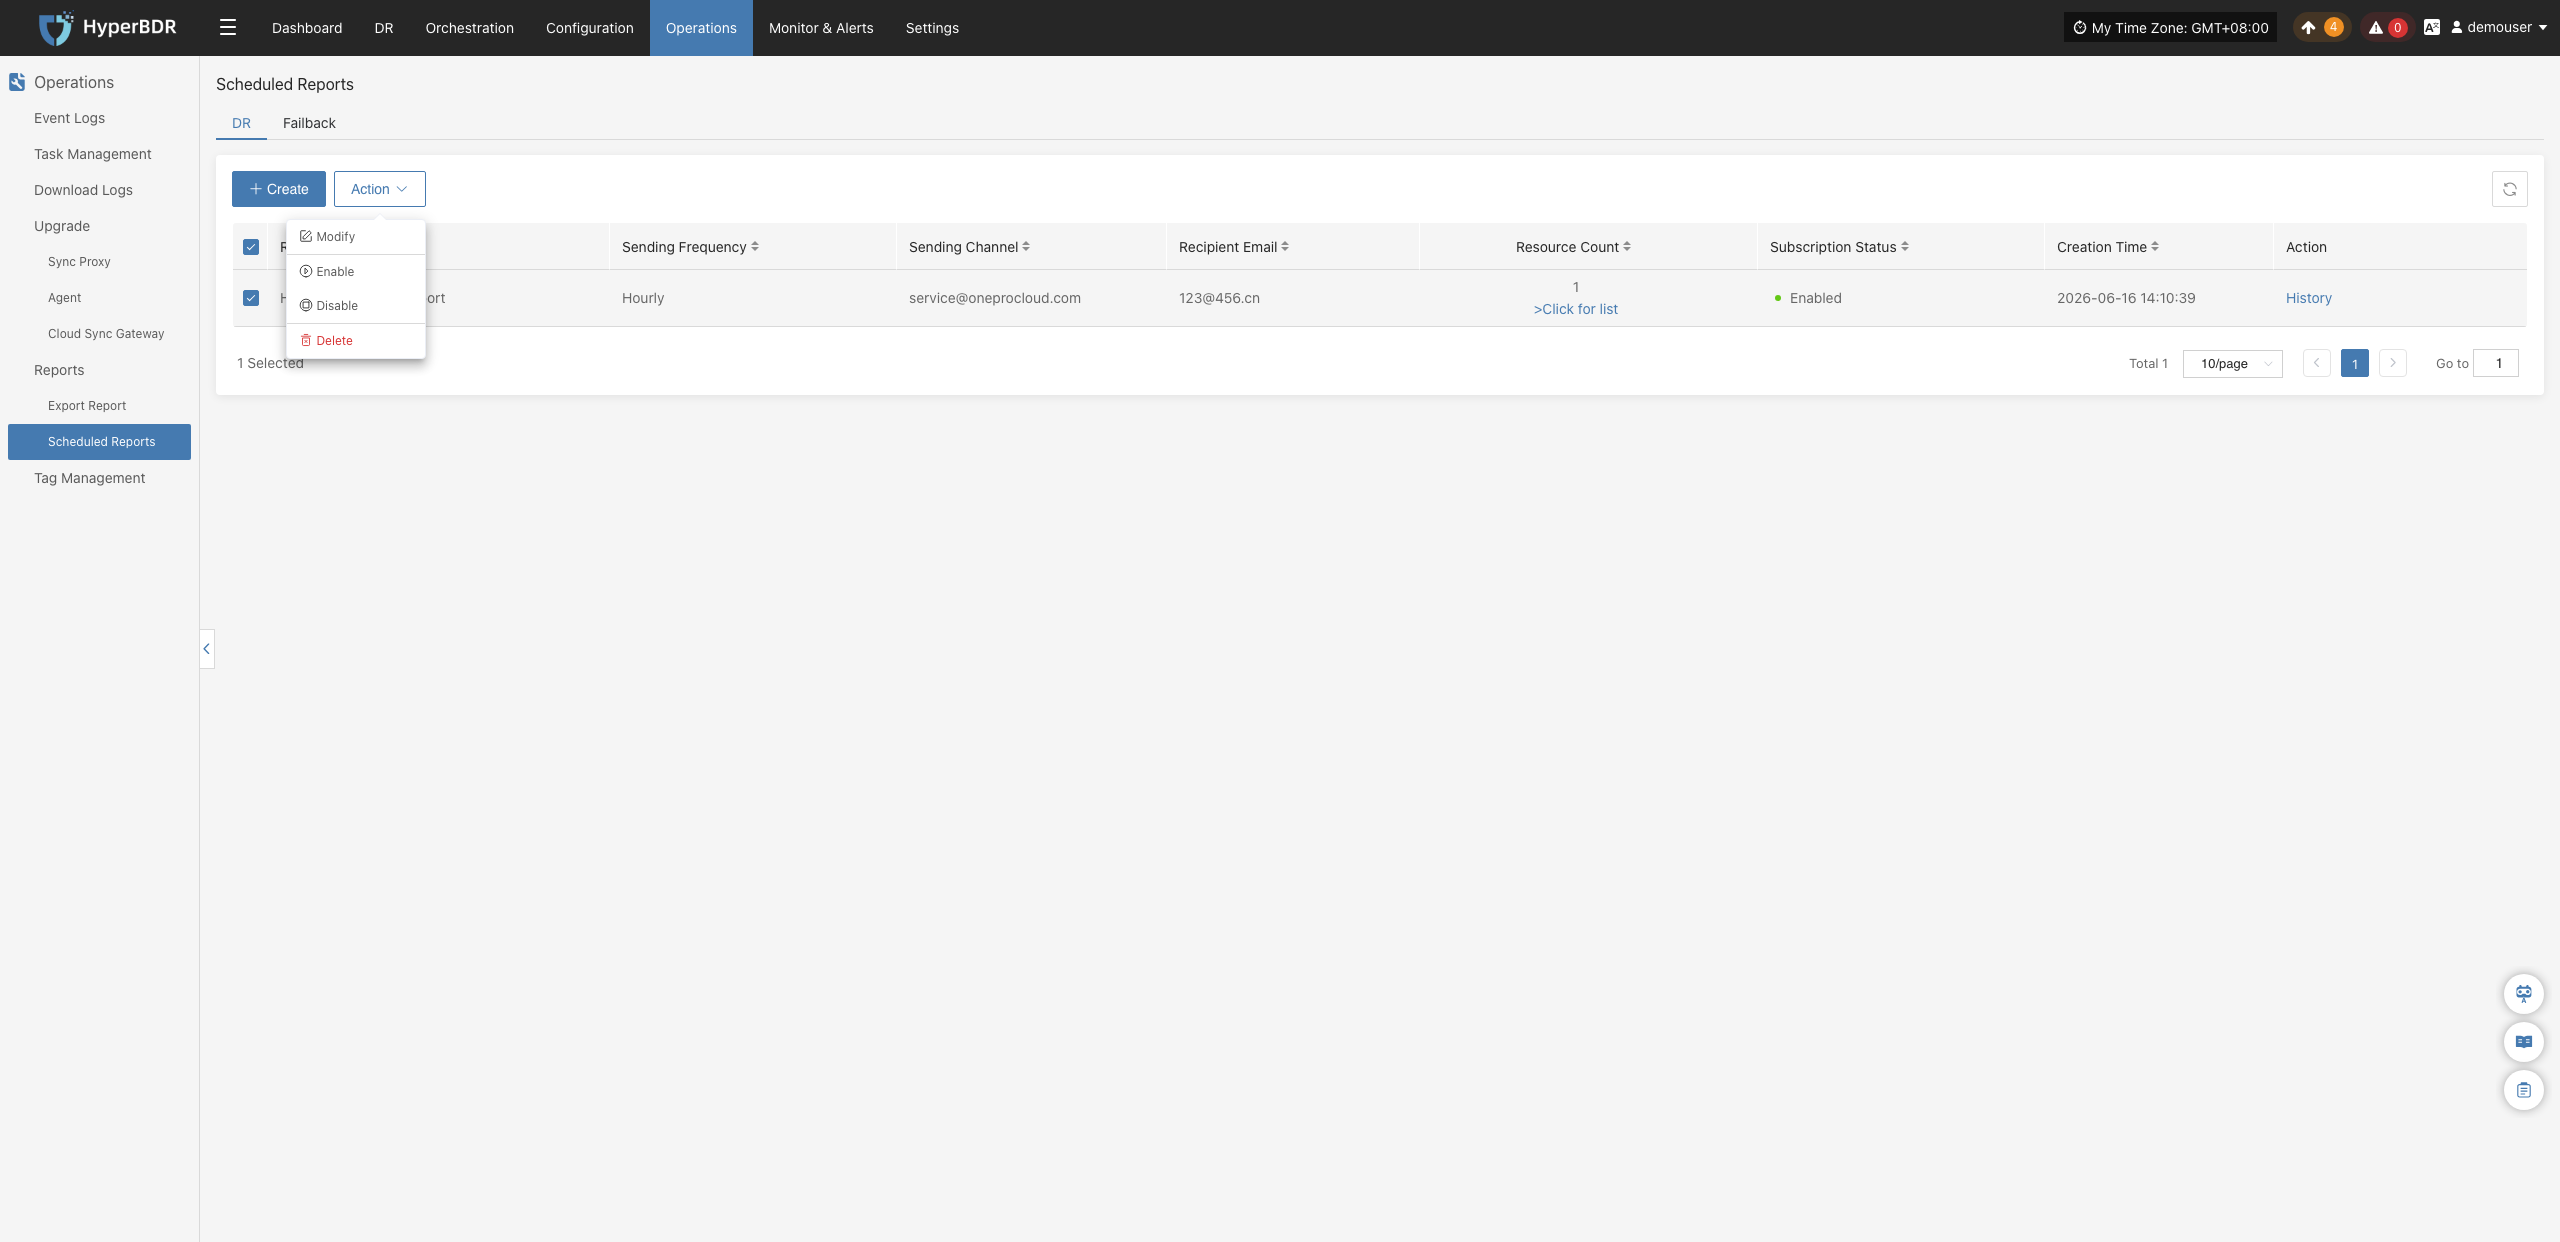 HyperBDR
Dashboard DR Orchestration Configuration Operations Monitor & Alerts Settings
My Time Zone: GMT+08:00 4 0 demouser
Operations
Event Logs
Task Management
Download Logs
Upgrade
Sync Proxy
Agent
Cloud Sync Gateway
Reports
Export Report
Scheduled Reports
Tag Management
Scheduled Reports
DR Failback
Create Action
Modify
Enable
Disable
Delete
Sending Frequency Sending Channel Recipient Email Resource Count Subscription Status Creation Time Action
ort Hourly service@oneprocloud.com 123@456.cn 1 Enabled 2026-06-16 14:10:39 History
>Click for list
1 Selected
Total 1 10/page 1 Go to 1